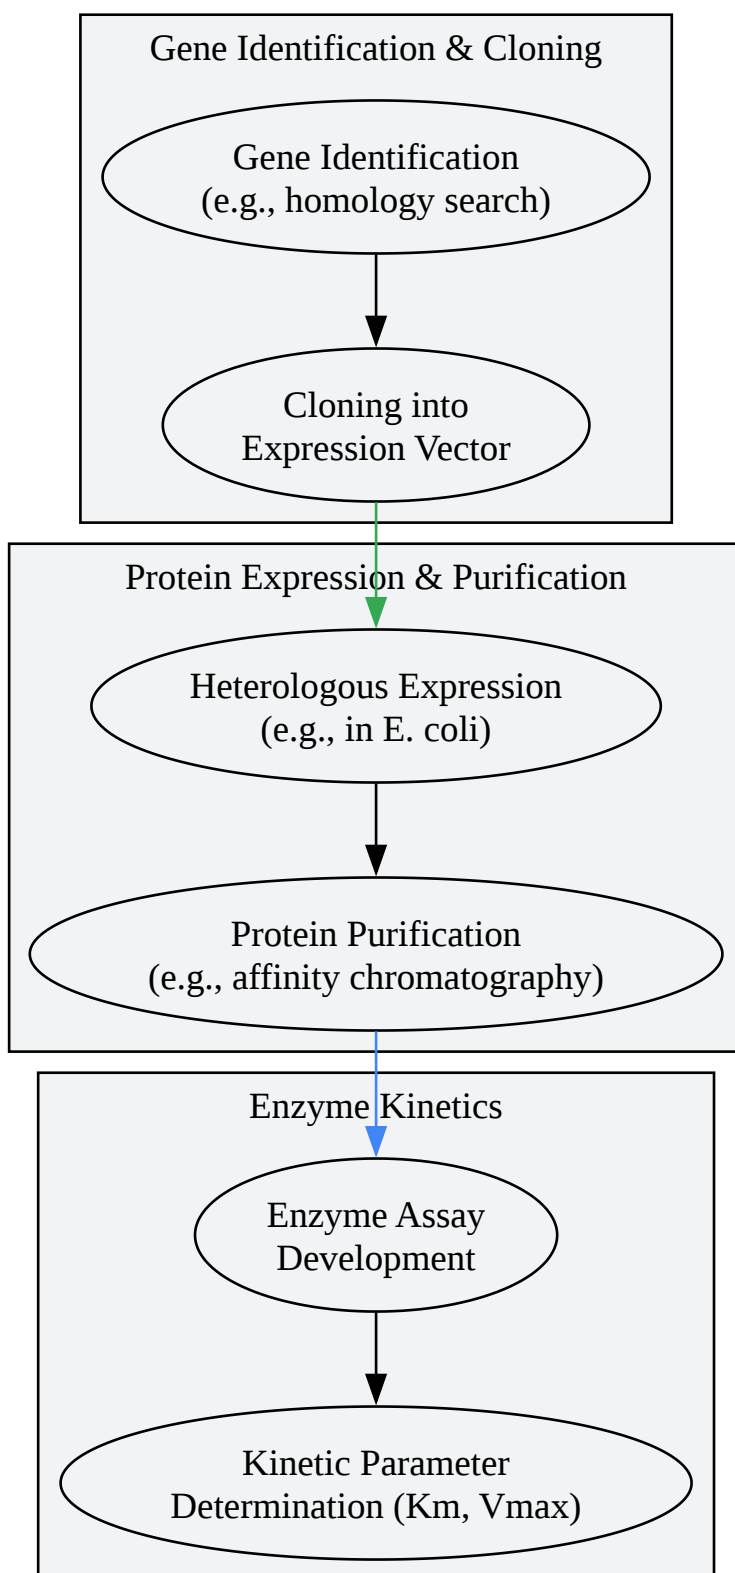 Gene Identification & Cloning
Gene Identification
(e.g., homology search)
Cloning into
Expression Vector
Protein Expression & Purification
Heterologous Expression
(e.g., in E. coli)
Protein Purification
(e.g., affinity chromatography)
Enzyme Kinetics
Enzyme Assay
Development
Kinetic Parameter
Determination (Km, Vmax)